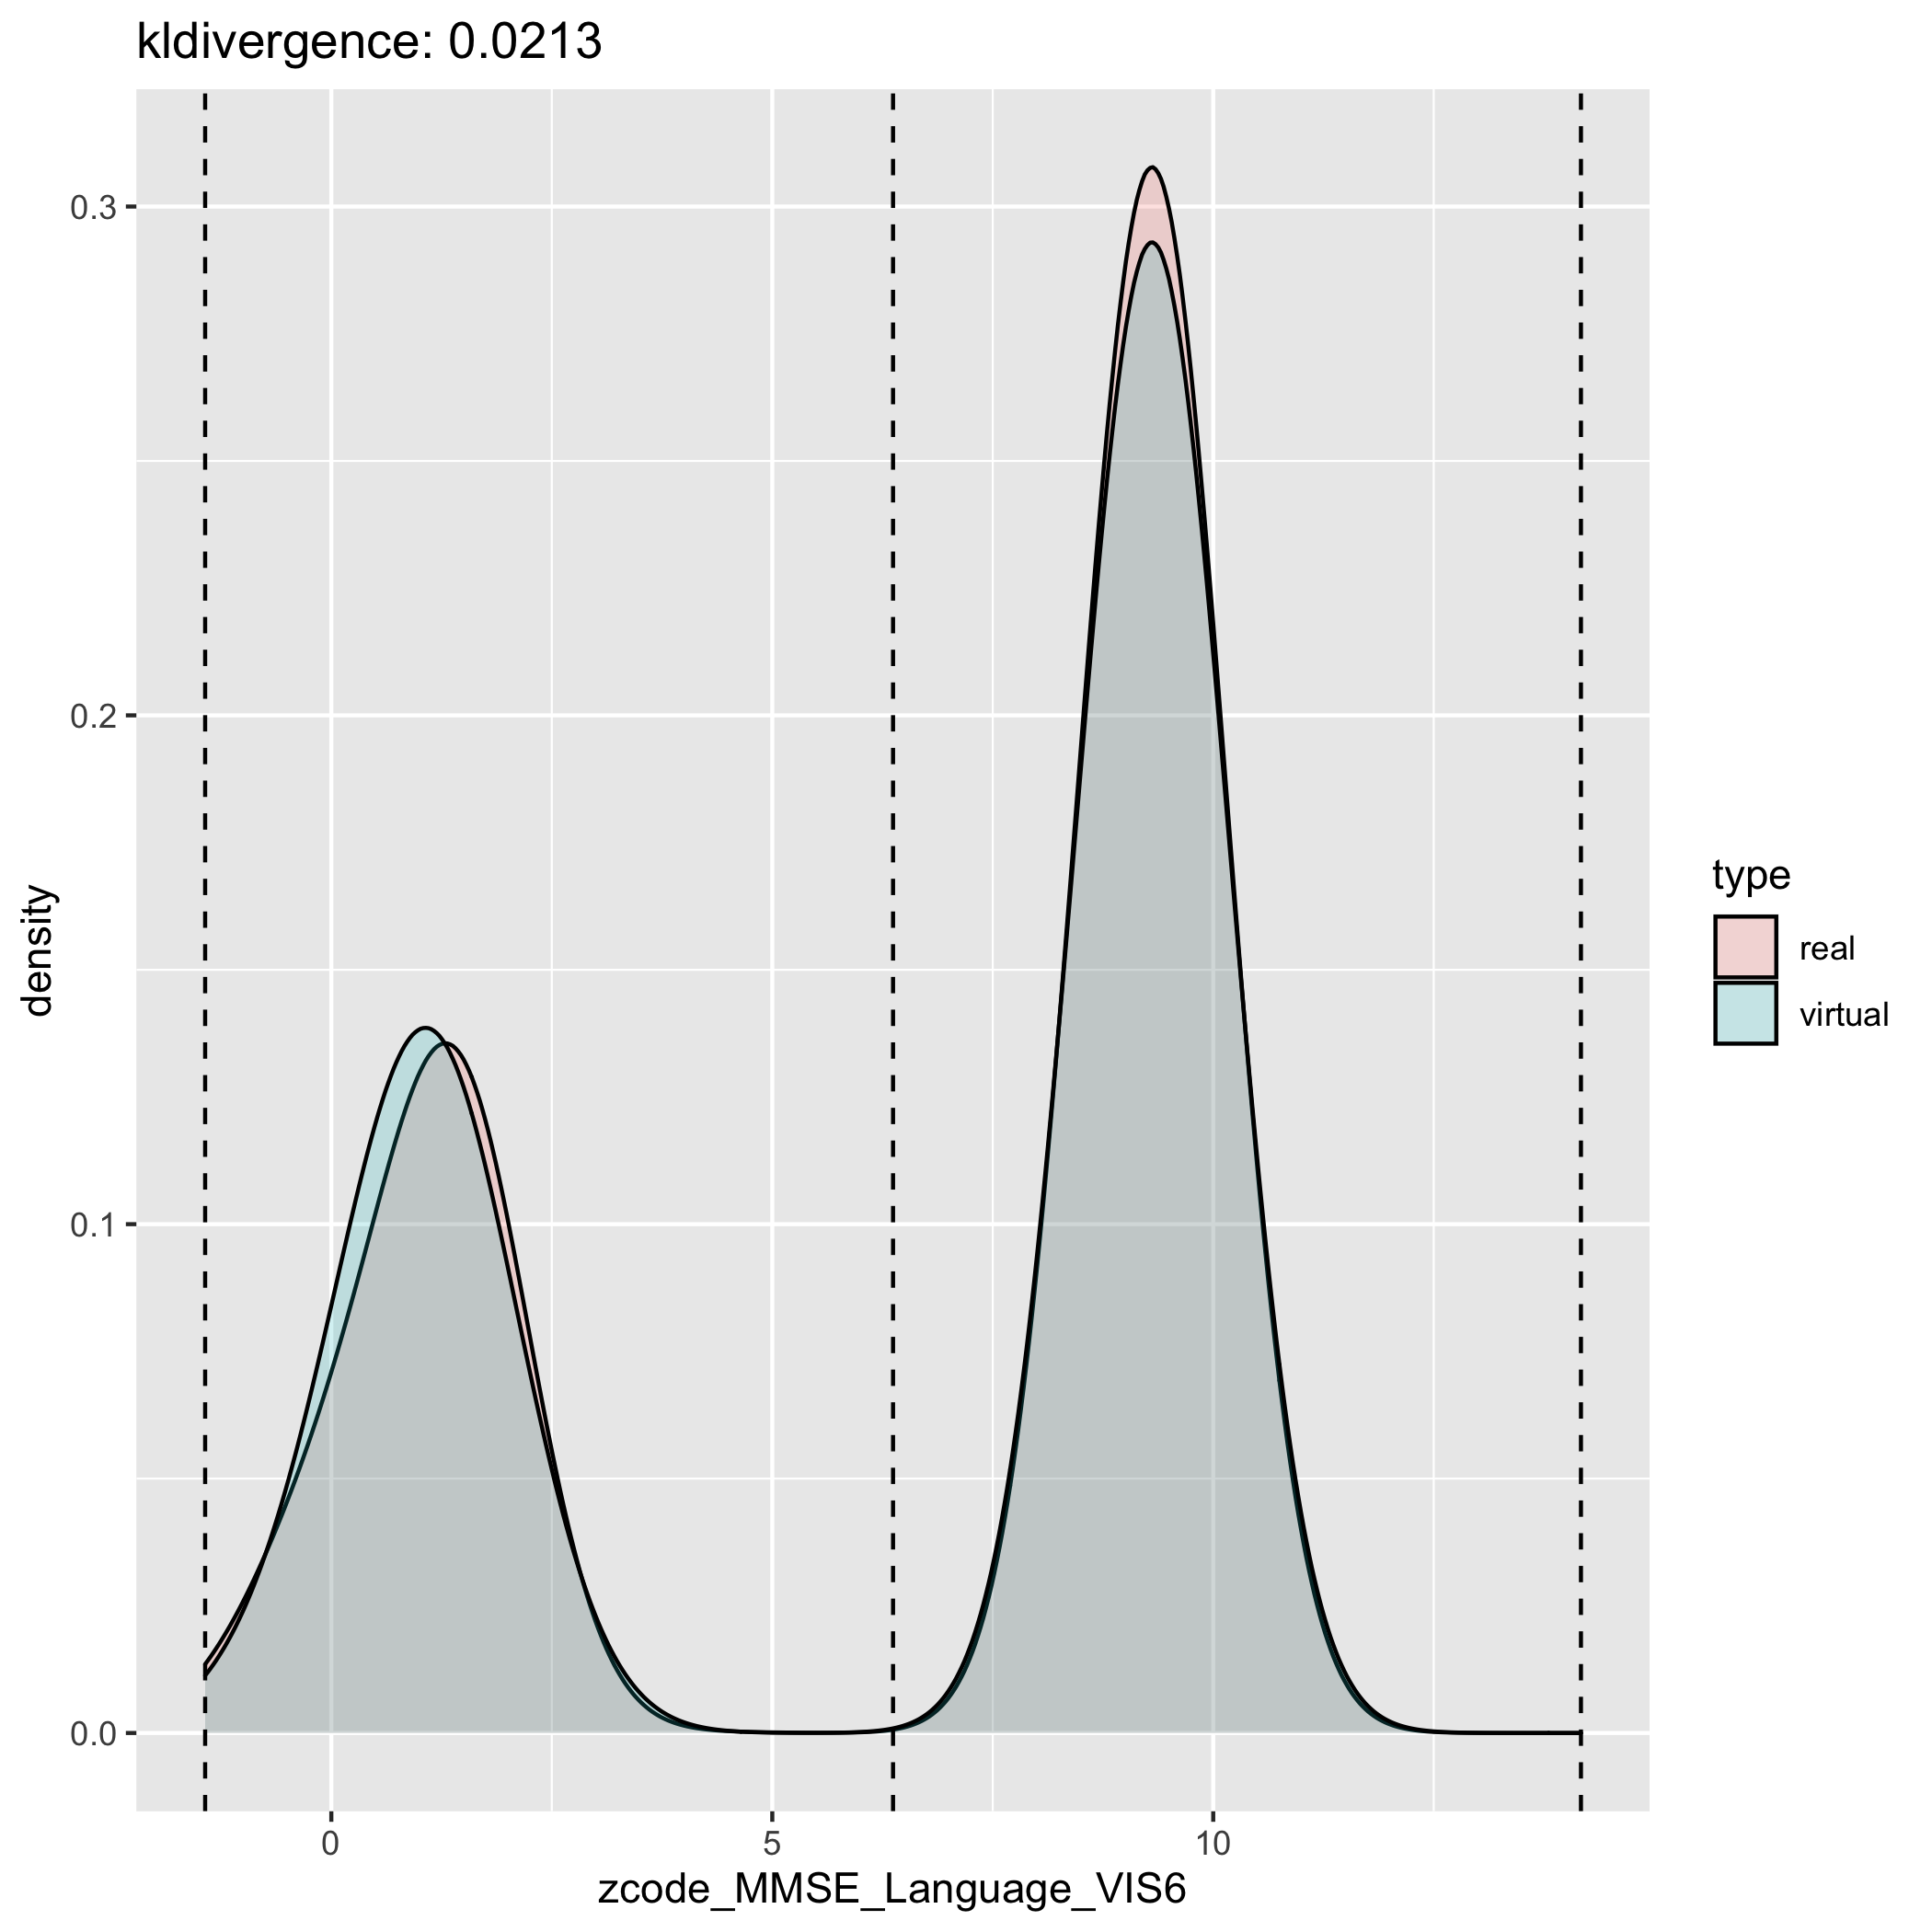 kldivergence: 0.0213
0.3
0.2
0.1
0.0
density
0
5
10
zcode_MMSE_Language_VIS6
type
real
virtual